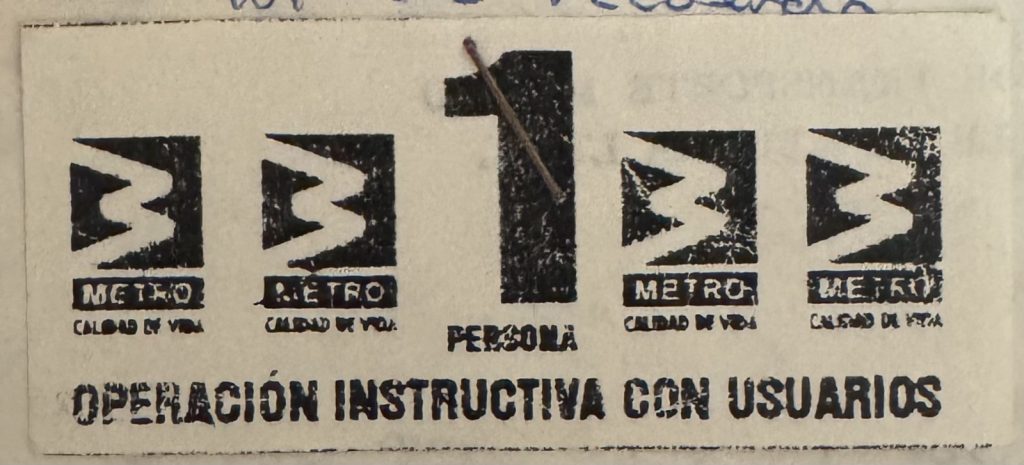 1
METRO METRO METRO METRO
CALIDAD DE VIDA CALIDAD DE VIDA CALIDAD DE VIDA CALIDAD DE VIDA
PERSONA
OPERACIÓN INSTRUCTIVA CON USUARIOS